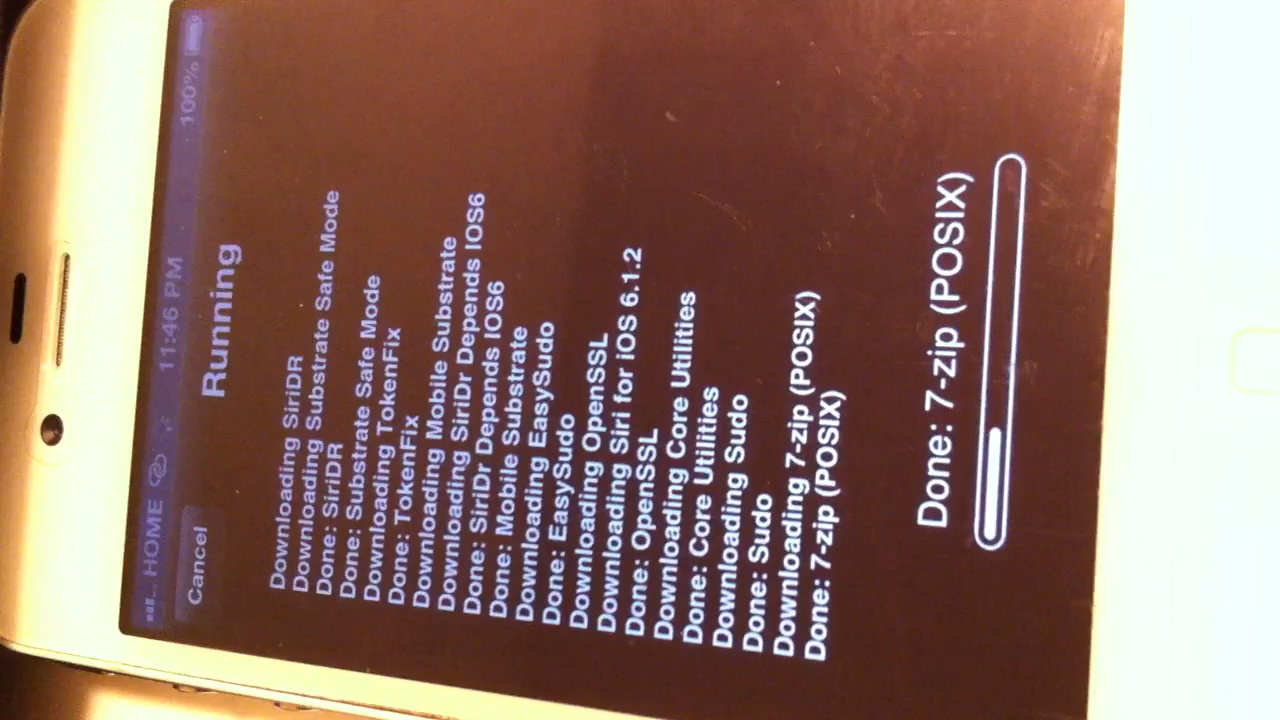 HOME 11:46 PM 100%
Cancel Running
Downloading SiriDR
Downloading Substrate Safe Mode
Done: SiriDR
Done: Substrate Safe Mode
Downloading TokenFix
Done: TokenFix
Downloading Mobile Substrate
Downloading SiriDr Depends IOS6
Done: SiriDr Depends IOS6
Done: Mobile Substrate
Downloading EasySudo
Done: EasySudo
Downloading OpenSSL
Downloading Siri for iOS 6.1.2
Done: OpenSSL
Downloading Core Utilities
Done: Core Utilities
Downloading Sudo
Done: Sudo
Downloading 7-zip (POSIX)
Done: 7-zip (POSIX)
Done: 7-zip (POSIX)